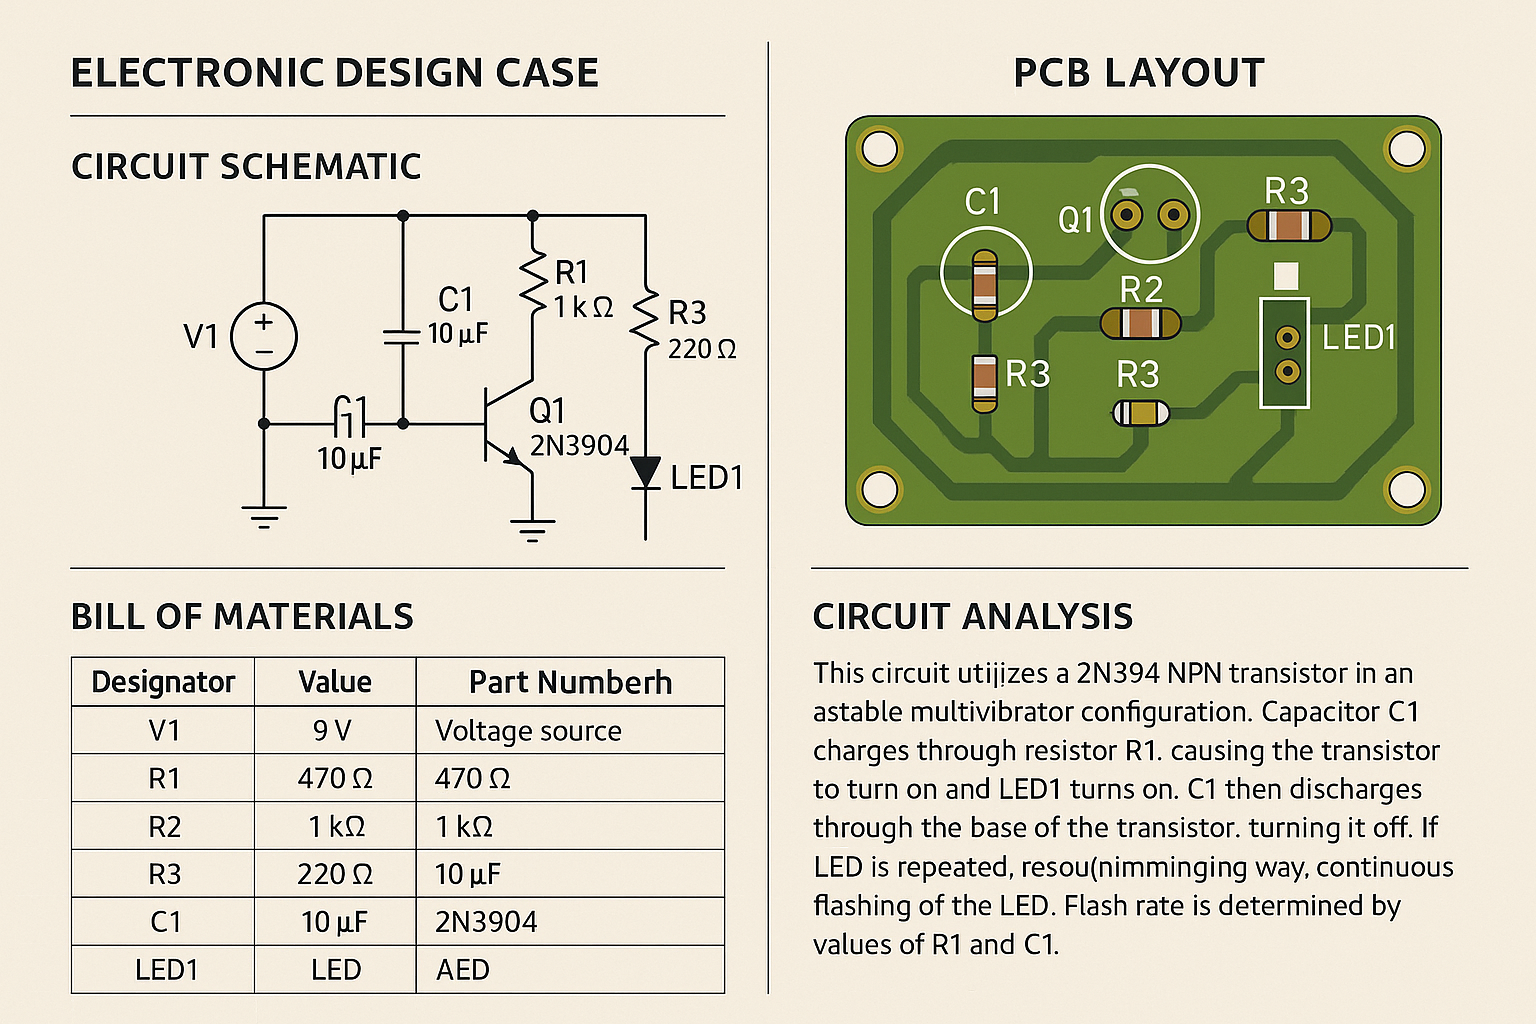 ELECTRONIC DESIGN CASE
CIRCUIT SCHEMATIC
V1
C1
10 µF
R1
1 k Ω
R3
220 Ω
10 µF
Q1
2N3904
LED1
BILL OF MATERIALS
Designator Value Part Numberh
V1 9 V Voltage source
R1 470 Ω 470 Ω
R2 1 kΩ 1 kΩ
R3 220 Ω 10 µF
C1 10 µF 2N3904
LED1 LED AED
PCB LAYOUT
C1
Q1
R3
R2
LED1
R3
R3
CIRCUIT ANALYSIS
This circuit a 2N394 NPN transistor in an
astable multivibrator configuration. Capacitor C1
charges through resistor R1. causing the transistor
to turn on and LED1 turns on. C1 then discharges
through the base of the transistor. turning it off. If
LED is repeated, resou(nimminging way, continuous
flashing of the LED. Flash rate is determined by
values of R1 and C1.